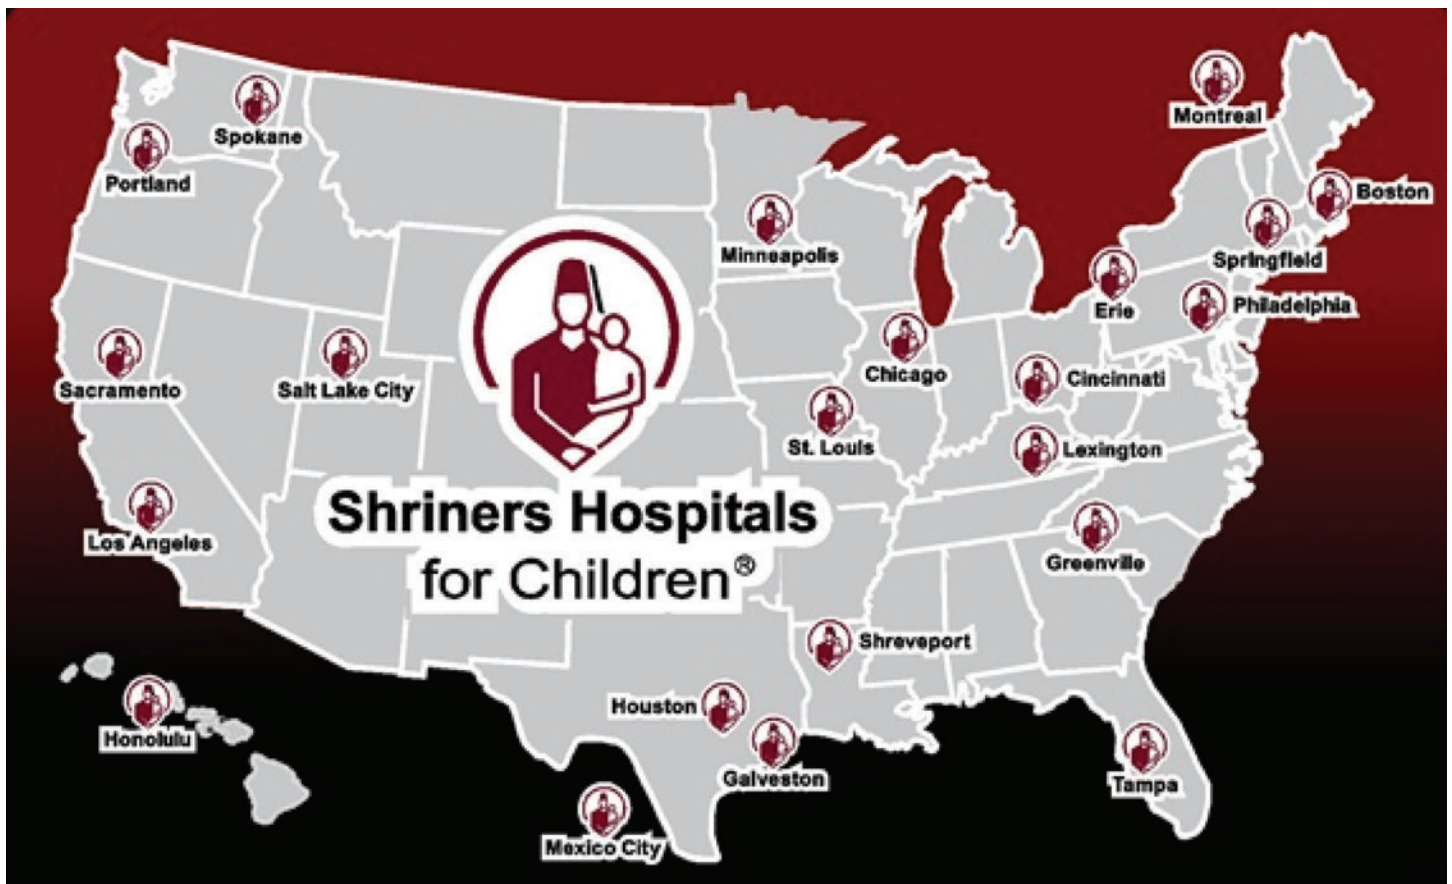 Montreal
Spokane
Portland
Boston
Minneapolis
Springfield
Erie
Philadelphia
Chicago
Cincinnati
Sacramento
Salt Lake City
St. Louis
Lexington
Shriners Hospitals
for Children®
Los Angeles
Greenville
Shreveport
Houston
Honolulu
Galveston
Tampa
Mexico City